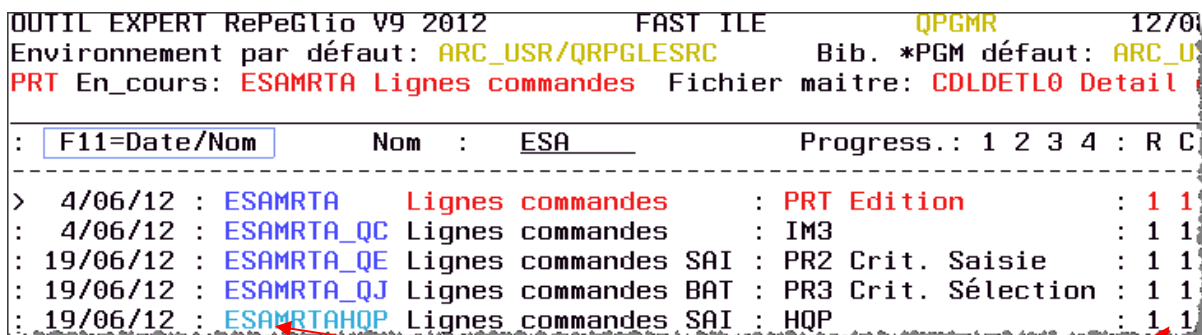 OUTIL EXPERT RePeGlio V9 2012 FAST ILE QPGMR 12/0
Environnement par défaut: ARC_USR/QRPGLESRC Bib. *PGM défaut: ARC_U
PRT En_cours: ESAMRTA Lignes commandes Fichier maitre: CDLDETL0 Detail
: F11=Date/Nom Nom : ESA Progress.: 1 2 3 4 : R C
> 4/06/12 : ESAMRTA Lignes commandes : PRT Edition : 1 1
: 4/06/12 : ESAMRTA_QC Lignes commandes : IM3 : 1 1
: 19/06/12 : ESAMRTA_QE Lignes commandes SAI : PR2 Crit. Saisie : 1 1
: 19/06/12 : ESAMRTA_QJ Lignes commandes BAT : PR3 Crit. Sélection : 1 1
: 19/06/12 : ESAMRTAHQP Lignes commandes SAI : HQP : 1 1